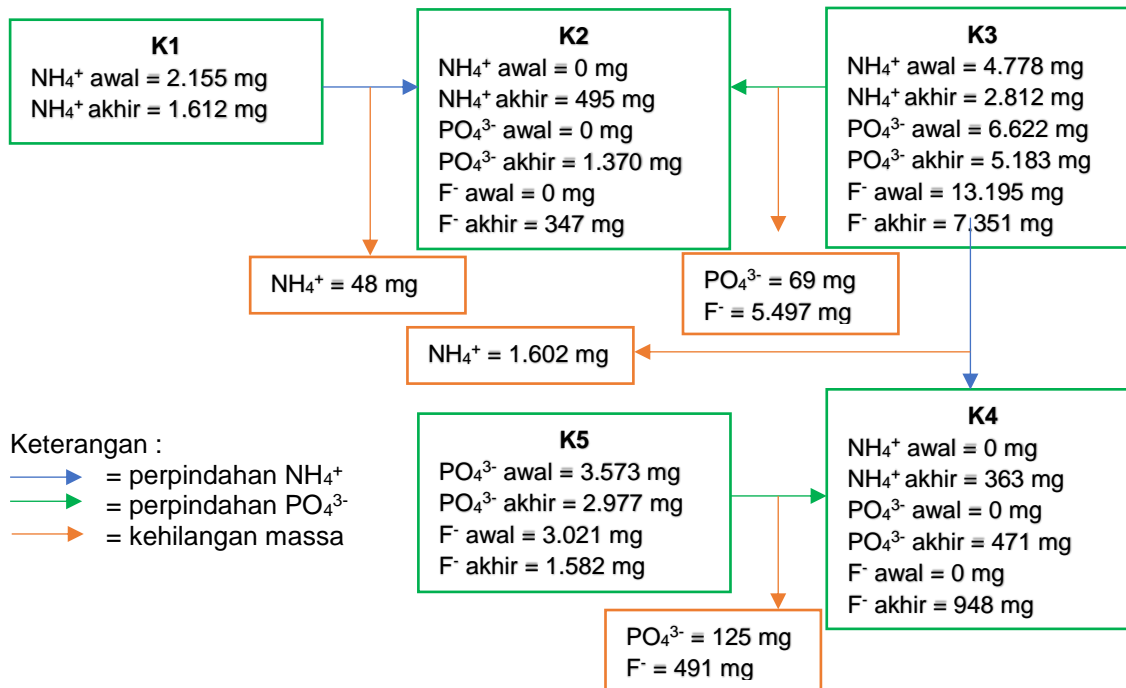 K1
NH₄⁺ awal = 2.155 mg
NH₄⁺ akhir = 1.612 mg
K2
NH₄⁺ awal = 0 mg
NH₄⁺ akhir = 495 mg
PO₄³⁻ awal = 0 mg
PO₄³⁻ akhir = 1.370 mg
F⁻ awal = 0 mg
F⁻ akhir = 347 mg
K3
NH₄⁺ awal = 4.778 mg
NH₄⁺ akhir = 2.812 mg
PO₄³⁻ awal = 6.622 mg
PO₄³⁻ akhir = 5.183 mg
F⁻ awal = 13.195 mg
F⁻ akhir = 7.351 mg
NH₄⁺ = 48 mg
PO₄³⁻ = 69 mg
F⁻ = 5.497 mg
NH₄⁺ = 1.602 mg
Keterangan :
= perpindahan NH₄⁺
= perpindahan PO₄³⁻
= kehilangan massa
K5
PO₄³⁻ awal = 3.573 mg
PO₄³⁻ akhir = 2.977 mg
F⁻ awal = 3.021 mg
F⁻ akhir = 1.582 mg
K4
NH₄⁺ awal = 0 mg
NH₄⁺ akhir = 363 mg
PO₄³⁻ awal = 0 mg
PO₄³⁻ akhir = 471 mg
F⁻ awal = 0 mg
F⁻ akhir = 948 mg
PO₄³⁻ = 125 mg
F⁻ = 491 mg